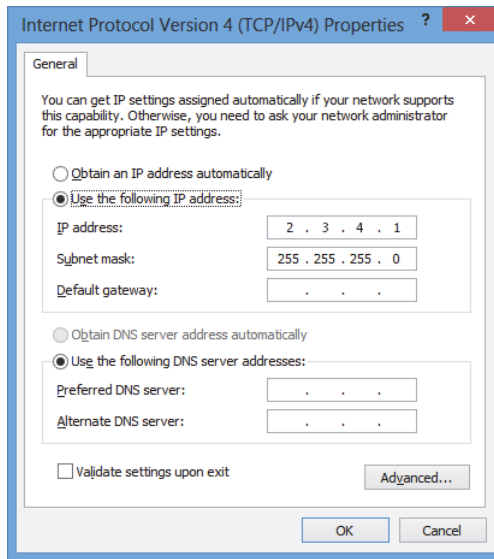 Internet Protocol Version 4 (TCP/IPv4) Properties ? ×
General
You can get IP settings assigned automatically if your network supports
this capability. Otherwise, you need to ask your network administrator
for the appropriate IP settings.
Obtain an IP address automatically
Use the following IP address:
IP address: 2 . 3 . 4 . 1
Subnet mask: 255 . 255 . 255 . 0
Default gateway: . . .
Obtain DNS server address automatically
Use the following DNS server addresses:
Preferred DNS server: . . .
Alternate DNS server: . . .
Validate settings upon exit
Advanced...
OK Cancel